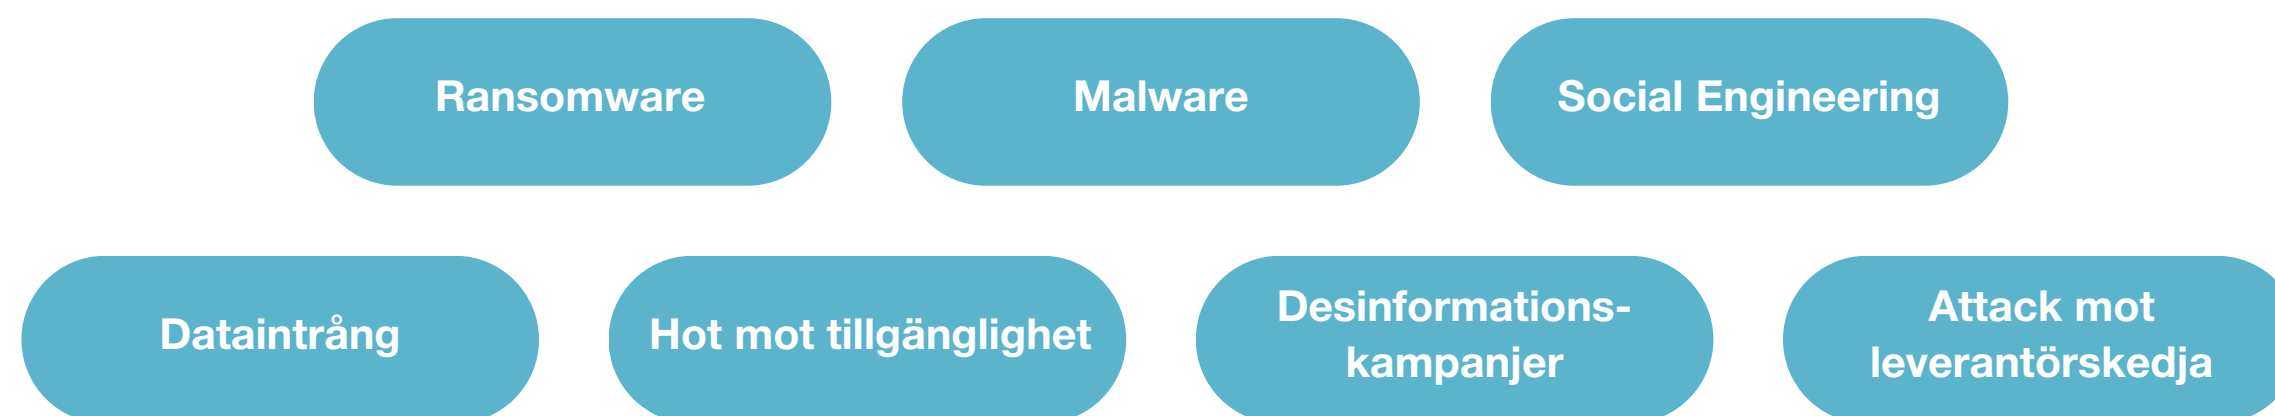 Ransomware
Malware
Social Engineering
Dataintrång
Hot mot tillgänglighet
Desinformations-
kampanjer
Attack mot
leverantörskedja